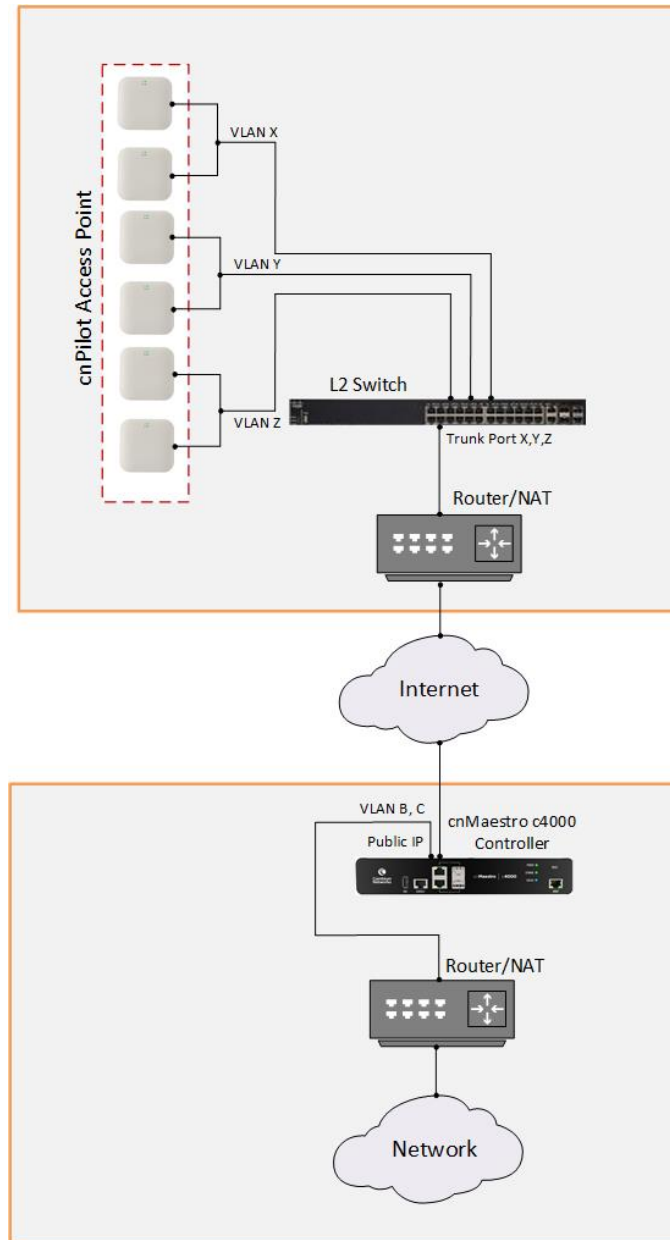 cnPilot Access Point
VLAN X
VLAN Y
VLAN Z
L2 Switch
Trunk Port X,Y,Z
Router/NAT
Internet
VLAN B, C
Public IP
cnMaestro c4000
Controller
Router/NAT
Network